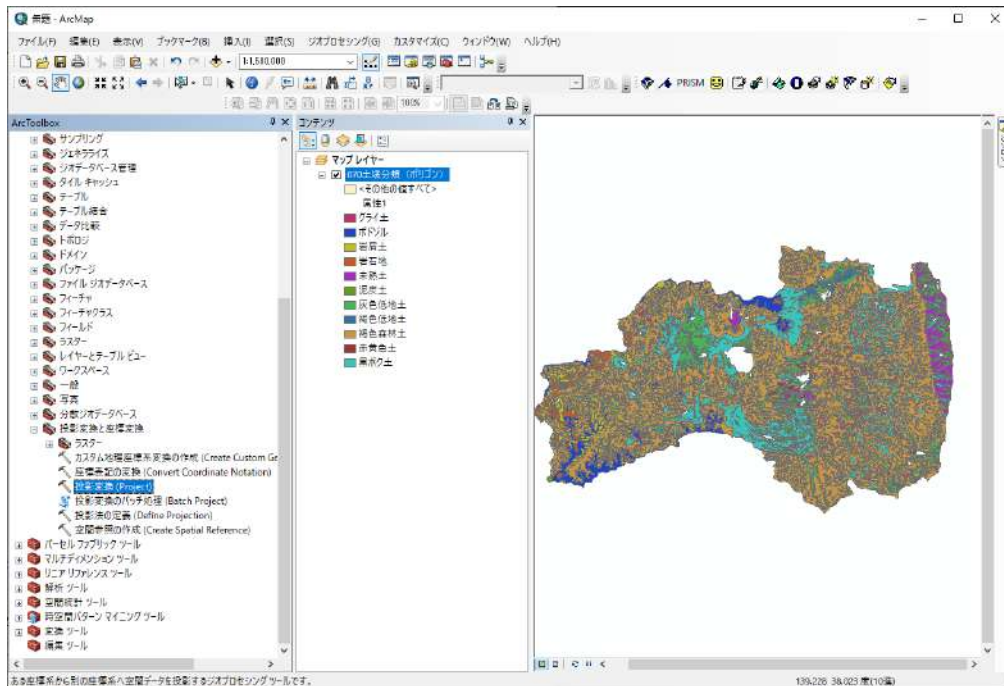 無題 - ArcMap
ファイル(F) 編集(E) 表示(V) ブックマーク(B) 挿入(I) 選択(S) ジオプロセシング(G) カスタマイズ(C) ウィンドウ(W) ヘルプ(H)
1:1,510,000
PRISM
100%
ArcToolbox
サンプリング
ジェネラライズ
ジオデータベース管理
タイル キャッシュ
テーブル
テーブル結合
データ比較
トポロジ
ドメイン
パッケージ
ファイル ジオデータベース
フィーチャ
フィーチャクラス
フィールド
ラスター
レイヤーとテーブル ビュー
ワークスペース
一般
写真
分散ジオデータベース
投影変換と座標変換
ラスター
カスタム地理座標系変換の作成 (Create Custom Ge
座標表記の変換 (Convert Coordinate Notation)
投影変換 (Project)
投影変換のバッチ処理 (Batch Project)
投影法の定義 (Define Projection)
空間参照の作成 (Create Spatial Reference)
パーセル ファブリック ツール
マルチディメンション ツール
リニア リファレンス ツール
解析 ツール
空間統計 ツール
時空間パターン マイニング ツール
変換 ツール
編集 ツール
コンテンツ
マップ レイヤー
070土壌分類（ポリゴン）
<その他の値すべて>
属性1
グライ土
ポドゾル
岩屑土
岩石地
未熟土
泥炭土
灰色低地土
褐色低地土
褐色森林土
赤黄色土
黒ボク土
ある座標系から別の座標系へ空間データを投影するジオプロセシング ツールです。
139.228 38.023 度(10進)